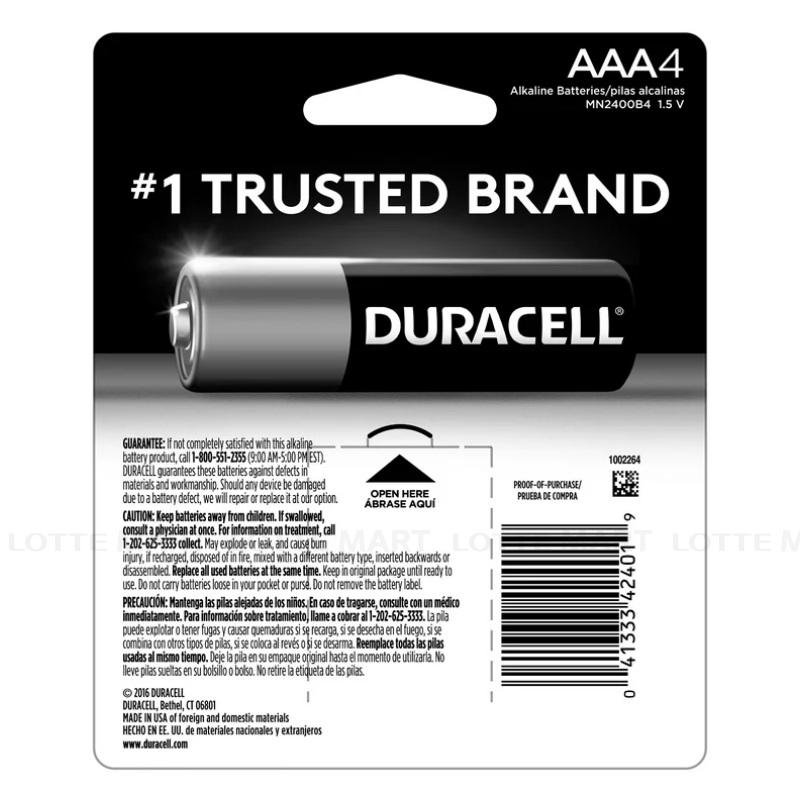 AAA4
Alkaline Batteries/pilas alcalinas
MN2400B4 1.5 V
#1 TRUSTED BRAND
DURACELL®
GUARANTEE: If not completely satisfied with this alkaline
battery product, call 1-800-551-2355 (9:00 AM-5:00 PM EST).
DURACELL guarantees these batteries against defects in
materials and workmanship. Should any device be damaged
due to a battery defect, we will repair or replace it at our option.
CAUTION: Keep batteries away from children. If swallowed,
consult a physician at once. For information on treatment, call
1-202-625-3333 collect. May explode or leak, and cause burn
injury, if recharged, disposed of in fire, mixed with a different battery type, inserted backwards or
disassembled. Replace all used batteries at the same time. Keep in original package until ready to
use. Do not carry batteries loose in your pocket or purse. Do not remove the battery label.
PRECAUCIÓN: Mantenga las pilas alejadas de los niños. En caso de tragarse, consulte con un médico
inmediatamente. Para información sobre tratamiento, llame a cobrar al 1-202-625-3333. La pila
puede explotar o tener fugas y causar quemaduras si se recarga, si se desecha en el fuego, si se
combina con otros tipos de pilas, si se coloca al revés o si se desarma. Reemplace todas las pilas
usadas al mismo tiempo. Deje la pila en su empaque original hasta el momento de utilizarla. No
lleve pilas sueltas en su bolsillo o bolso. No retire la etiqueta de las pilas.
© 2016 DURACELL
DURACELL, Bethel, CT 06801
MADE IN USA of foreign and domestic materials
HECHO EN EE. UU. de materiales nacionales y extranjeros
www.duracell.com
OPEN HERE
ÁBRASE AQUÍ
PROOF-OF-PURCHASE/
PRUEBA DE COMPRA
1002264
0 41333 42401 9
LOTTE MART LOTTE MART